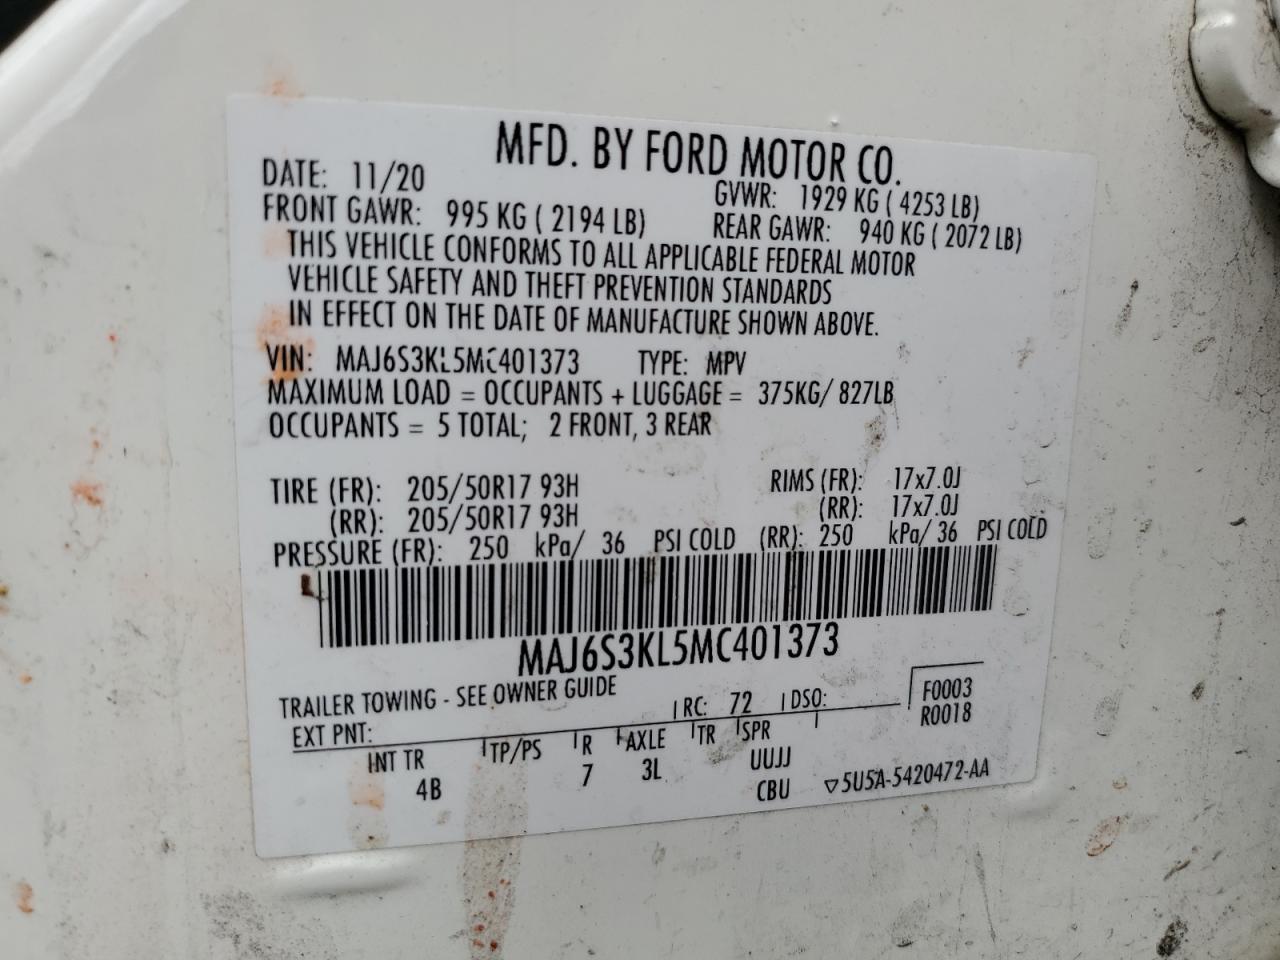 MFD. BY FORD MOTOR CO.
DATE: 11/20 GVWR: 1929 KG ( 4253 LB)
FRONT GAWR: 995 KG ( 2194 LB) REAR GAWR: 940 KG ( 2072 LB)
THIS VEHICLE CONFORMS TO ALL APPLICABLE FEDERAL MOTOR
VEHICLE SAFETY AND THEFT PREVENTION STANDARDS
IN EFFECT ON THE DATE OF MANUFACTURE SHOWN ABOVE.
VIN: MAJ6S3KL5MC401373 TYPE: MPV
MAXIMUM LOAD = OCCUPANTS + LUGGAGE = 375KG/ 827LB
OCCUPANTS = 5 TOTAL; 2 FRONT, 3 REAR
TIRE (FR): 205/50R17 93H RIMS (FR): 17x7.0J
(RR): 205/50R17 93H (RR): 17x7.0J
PRESSURE (FR): 250 kPa/ 36 PSI COLD (RR): 250 kPa/ 36 PSI COLD
MAJ6S3KL5MC401373
TRAILER TOWING - SEE OWNER GUIDE
EXT PNT: RC: 72 DSO: F0003
R0018
INT TR TP/PS R AXLE TR SPR
4B 7 3L UUJJ
CBU ▽5U5A-5420472-AA